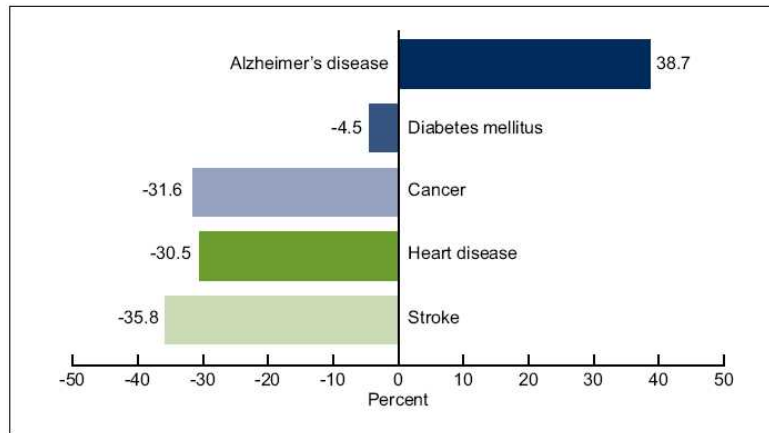 Alzheimer's disease 38.7
-4.5 Diabetes mellitus
-31.6 Cancer
-30.5 Heart disease
-35.8 Stroke
-50 -40 -30 -20 -10 0 10 20 30 40 50
Percent